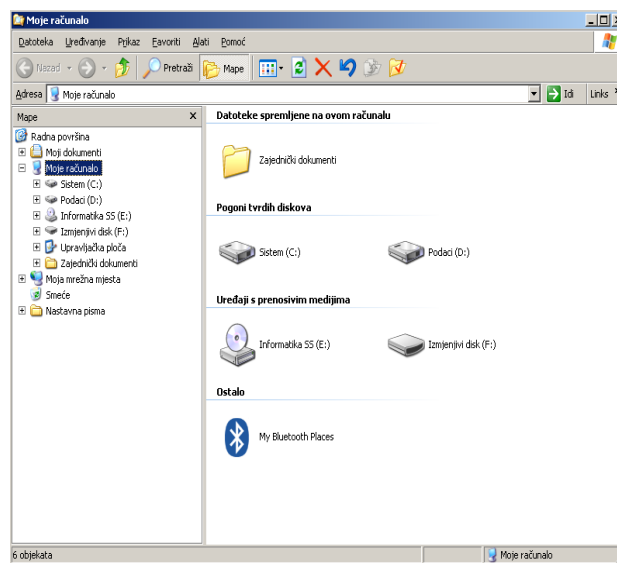 Moje računalo
Datoteka Uređivanje Prikaz Favoriti Alati Pomoć
Nazad Pretraži Mape
Adresa Moje računalo Idi Links
Mape x
Radna površina
Moji dokumenti
Moje računalo
Sistem (C:)
Podaci (D:)
Informatika SS (E:)
Izmjenjivi disk (F:)
Upravljačka ploča
Zajednički dokumenti
Moja mrežna mjesta
Smeće
Nastavna pisma
Datoteke spremljene na ovom računalu
Zajednički dokumenti
Pogoni tvrdih diskova
Sistem (C:) Podaci (D:)
Uređaji s prenosivim medijima
Informatika SS (E:) Izmjenjivi disk (F:)
Ostalo
My Bluetooth Places
6 objekata Moje računalo